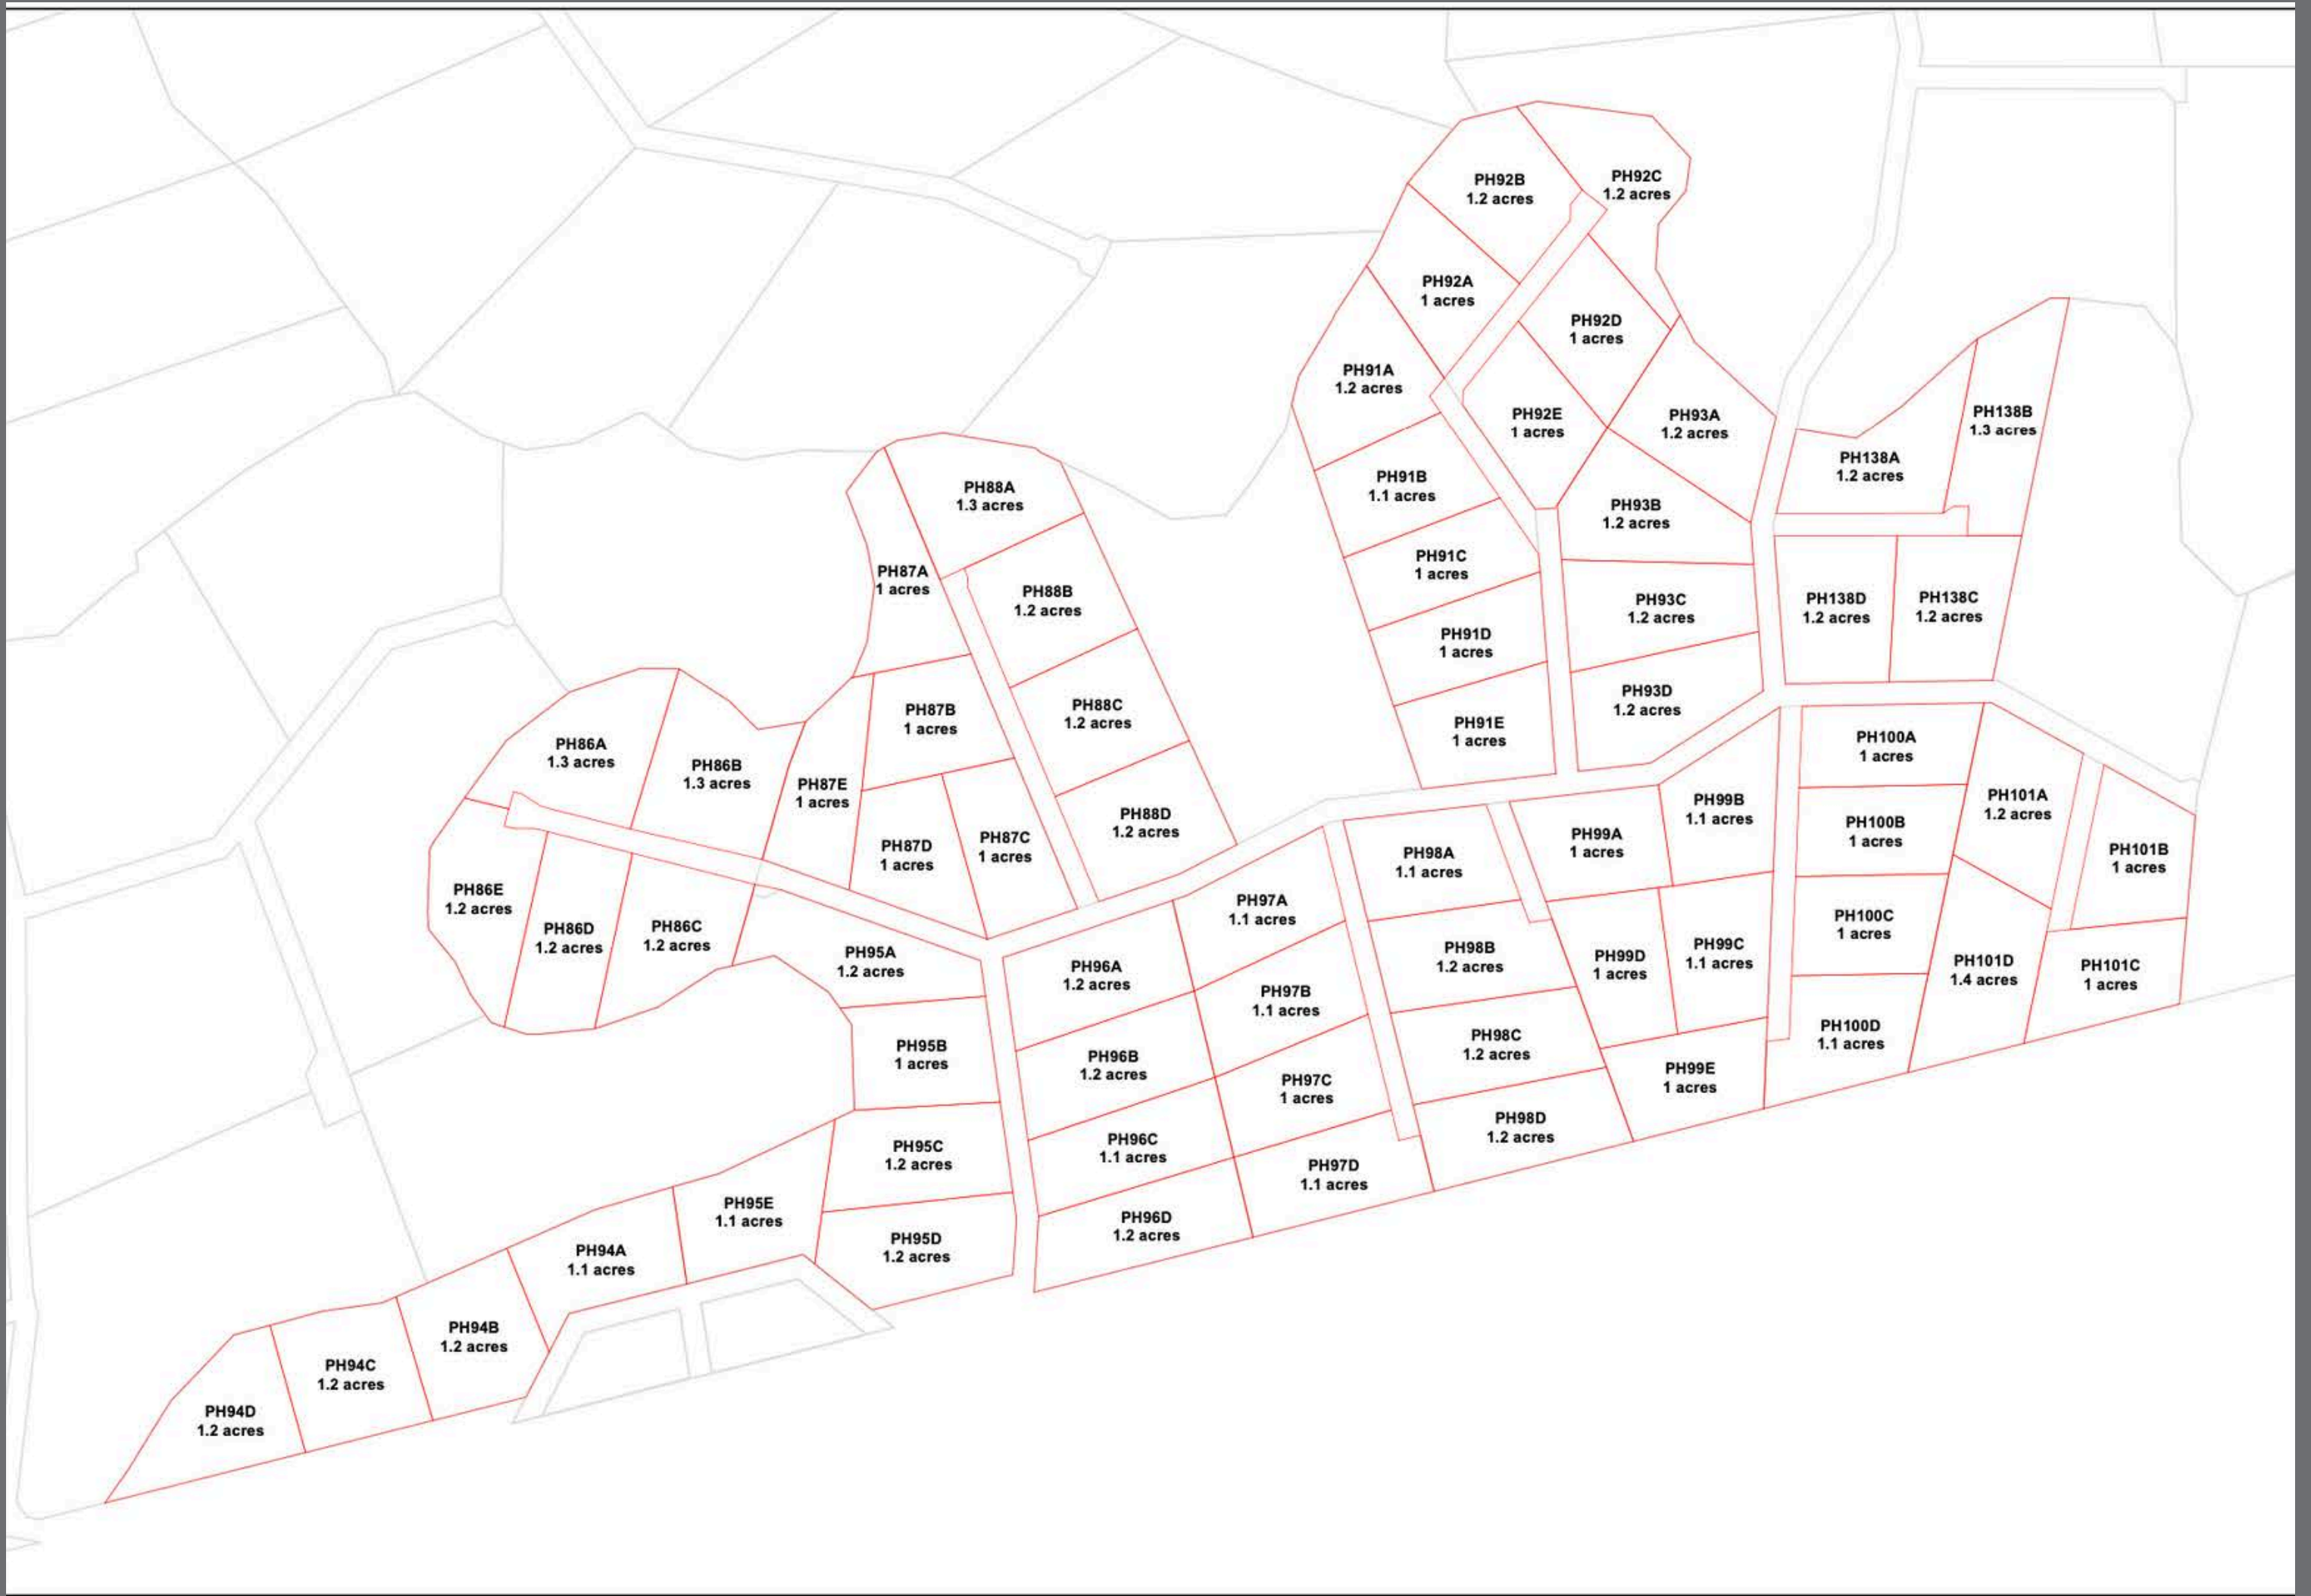 PH92B
1.2 acres
PH92C
1.2 acres
PH92A
1 acres
PH92D
1 acres
PH91A
1.2 acres
PH92E
1 acres
PH93A
1.2 acres
PH138B
1.3 acres
PH138A
1.2 acres
PH88A
1.3 acres
PH91B
1.1 acres
PH93B
1.2 acres
PH87A
1 acres
PH88B
1.2 acres
PH91C
1 acres
PH93C
1.2 acres
PH138D
1.2 acres
PH138C
1.2 acres
PH91D
1 acres
PH93D
1.2 acres
PH87B
1 acres
PH88C
1.2 acres
PH91E
1 acres
PH86A
1.3 acres
PH86B
1.3 acres
PH87E
1 acres
PH100A
1 acres
PH99B
1.1 acres
PH101A
1.2 acres
PH88D
1.2 acres
PH87D
1 acres
PH87C
1 acres
PH98A
1.1 acres
PH99A
1 acres
PH100B
1 acres
PH101B
1 acres
PH86E
1.2 acres
PH86D
1.2 acres
PH86C
1.2 acres
PH97A
1.1 acres
PH100C
1 acres
PH95A
1.2 acres
PH96A
1.2 acres
PH98B
1.2 acres
PH99D
1 acres
PH99C
1.1 acres
PH101D
1.4 acres
PH101C
1 acres
PH97B
1.1 acres
PH95B
1 acres
PH96B
1.2 acres
PH98C
1.2 acres
PH100D
1.1 acres
PH97C
1 acres
PH99E
1 acres
PH95C
1.2 acres
PH96C
1.1 acres
PH98D
1.2 acres
PH97D
1.1 acres
PH95E
1.1 acres
PH95D
1.2 acres
PH96D
1.2 acres
PH94A
1.1 acres
PH94B
1.2 acres
PH94C
1.2 acres
PH94D
1.2 acres